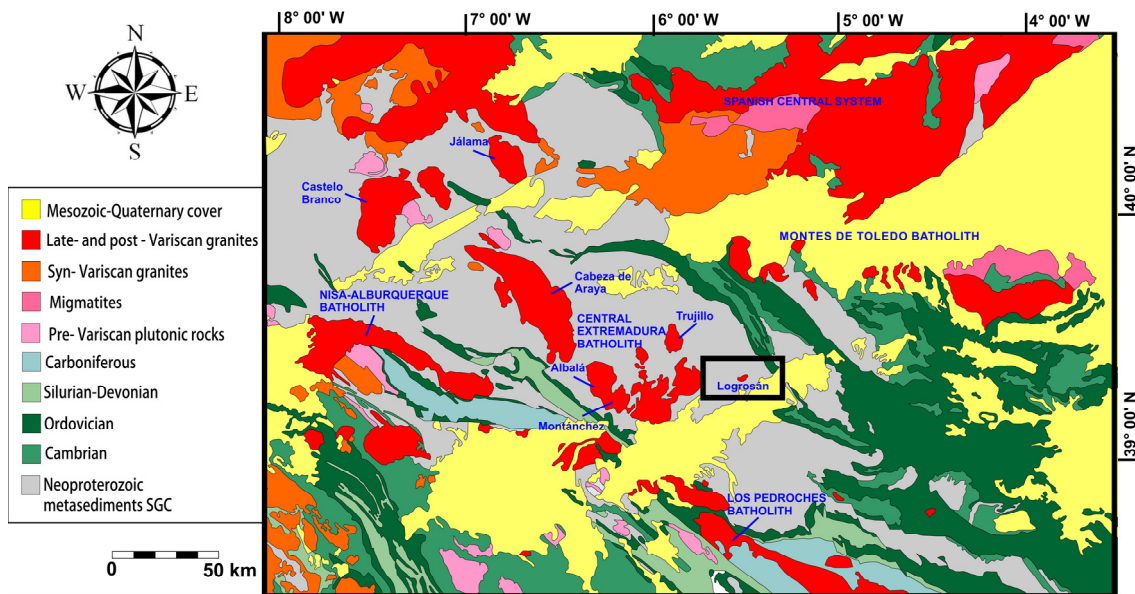 8° 00' W
7° 00' W
6° 00' W
5° 00' W
4° 00' W
N
W
E
S
SPANISH CENTRAL SYSTEM
Jálama
Castelo
Branco
40° 00' N
Mesozoic-Quaternary cover
Late- and post - Variscan granites
Syn- Variscan granites
Migmatites
Pre- Variscan plutonic rocks
Carboniferous
Silurian-Devonian
Ordovician
Cambrian
Neoproterozoic
metasediments SGC
MONTES DE TOLEDO BATHOLITH
Cabeza de
Araya
NISA-ALBURQUERQUE
BATHOLITH
CENTRAL
EXTREMADURA
BATHOLITH
Trujillo
Albalá
Logrosán
Montánchez
39° 00' N
LOS PEDROCHES
BATHOLITH
0
50 km